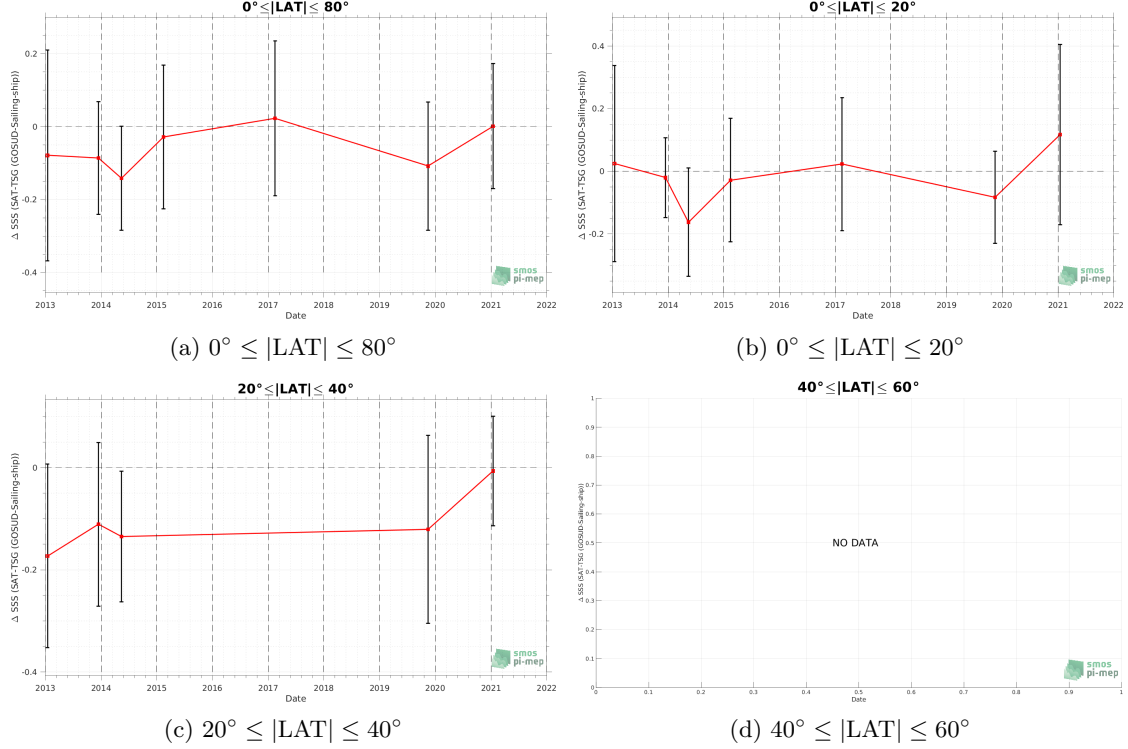 0°≤|LAT|≤ 80°
Δ SSS (SAT-TSG (GOSUD-Sailing-ship))
0.2
0
-0.2
-0.4
2013 2014 2015 2016 2017 2018 2019 2020 2021 2022
Date
smos
pi-mep
(a) 0° ≤ |LAT| ≤ 80°
0°≤|LAT|≤ 20°
Δ SSS (SAT-TSG (GOSUD-Sailing-ship))
0.4
0.2
0
-0.2
2013 2014 2015 2016 2017 2018 2019 2020 2021 2022
Date
smos
pi-mep
(b) 0° ≤ |LAT| ≤ 20°
20°≤|LAT|≤ 40°
Δ SSS (SAT-TSG (GOSUD-Sailing-ship))
0
-0.2
-0.4
2013 2014 2015 2016 2017 2018 2019 2020 2021 2022
Date
smos
pi-mep
(c) 20° ≤ |LAT| ≤ 40°
40°≤|LAT|≤ 60°
Δ SSS (SAT-TSG (GOSUD-Sailing-ship))
1
0.9
0.8
0.7
0.6
0.5
0.4
0.3
0.2
0.1
0
NO DATA
0 0.1 0.2 0.3 0.4 0.5 0.6 0.7 0.8 0.9 1
Date
smos
pi-mep
(d) 40° ≤ |LAT| ≤ 60°